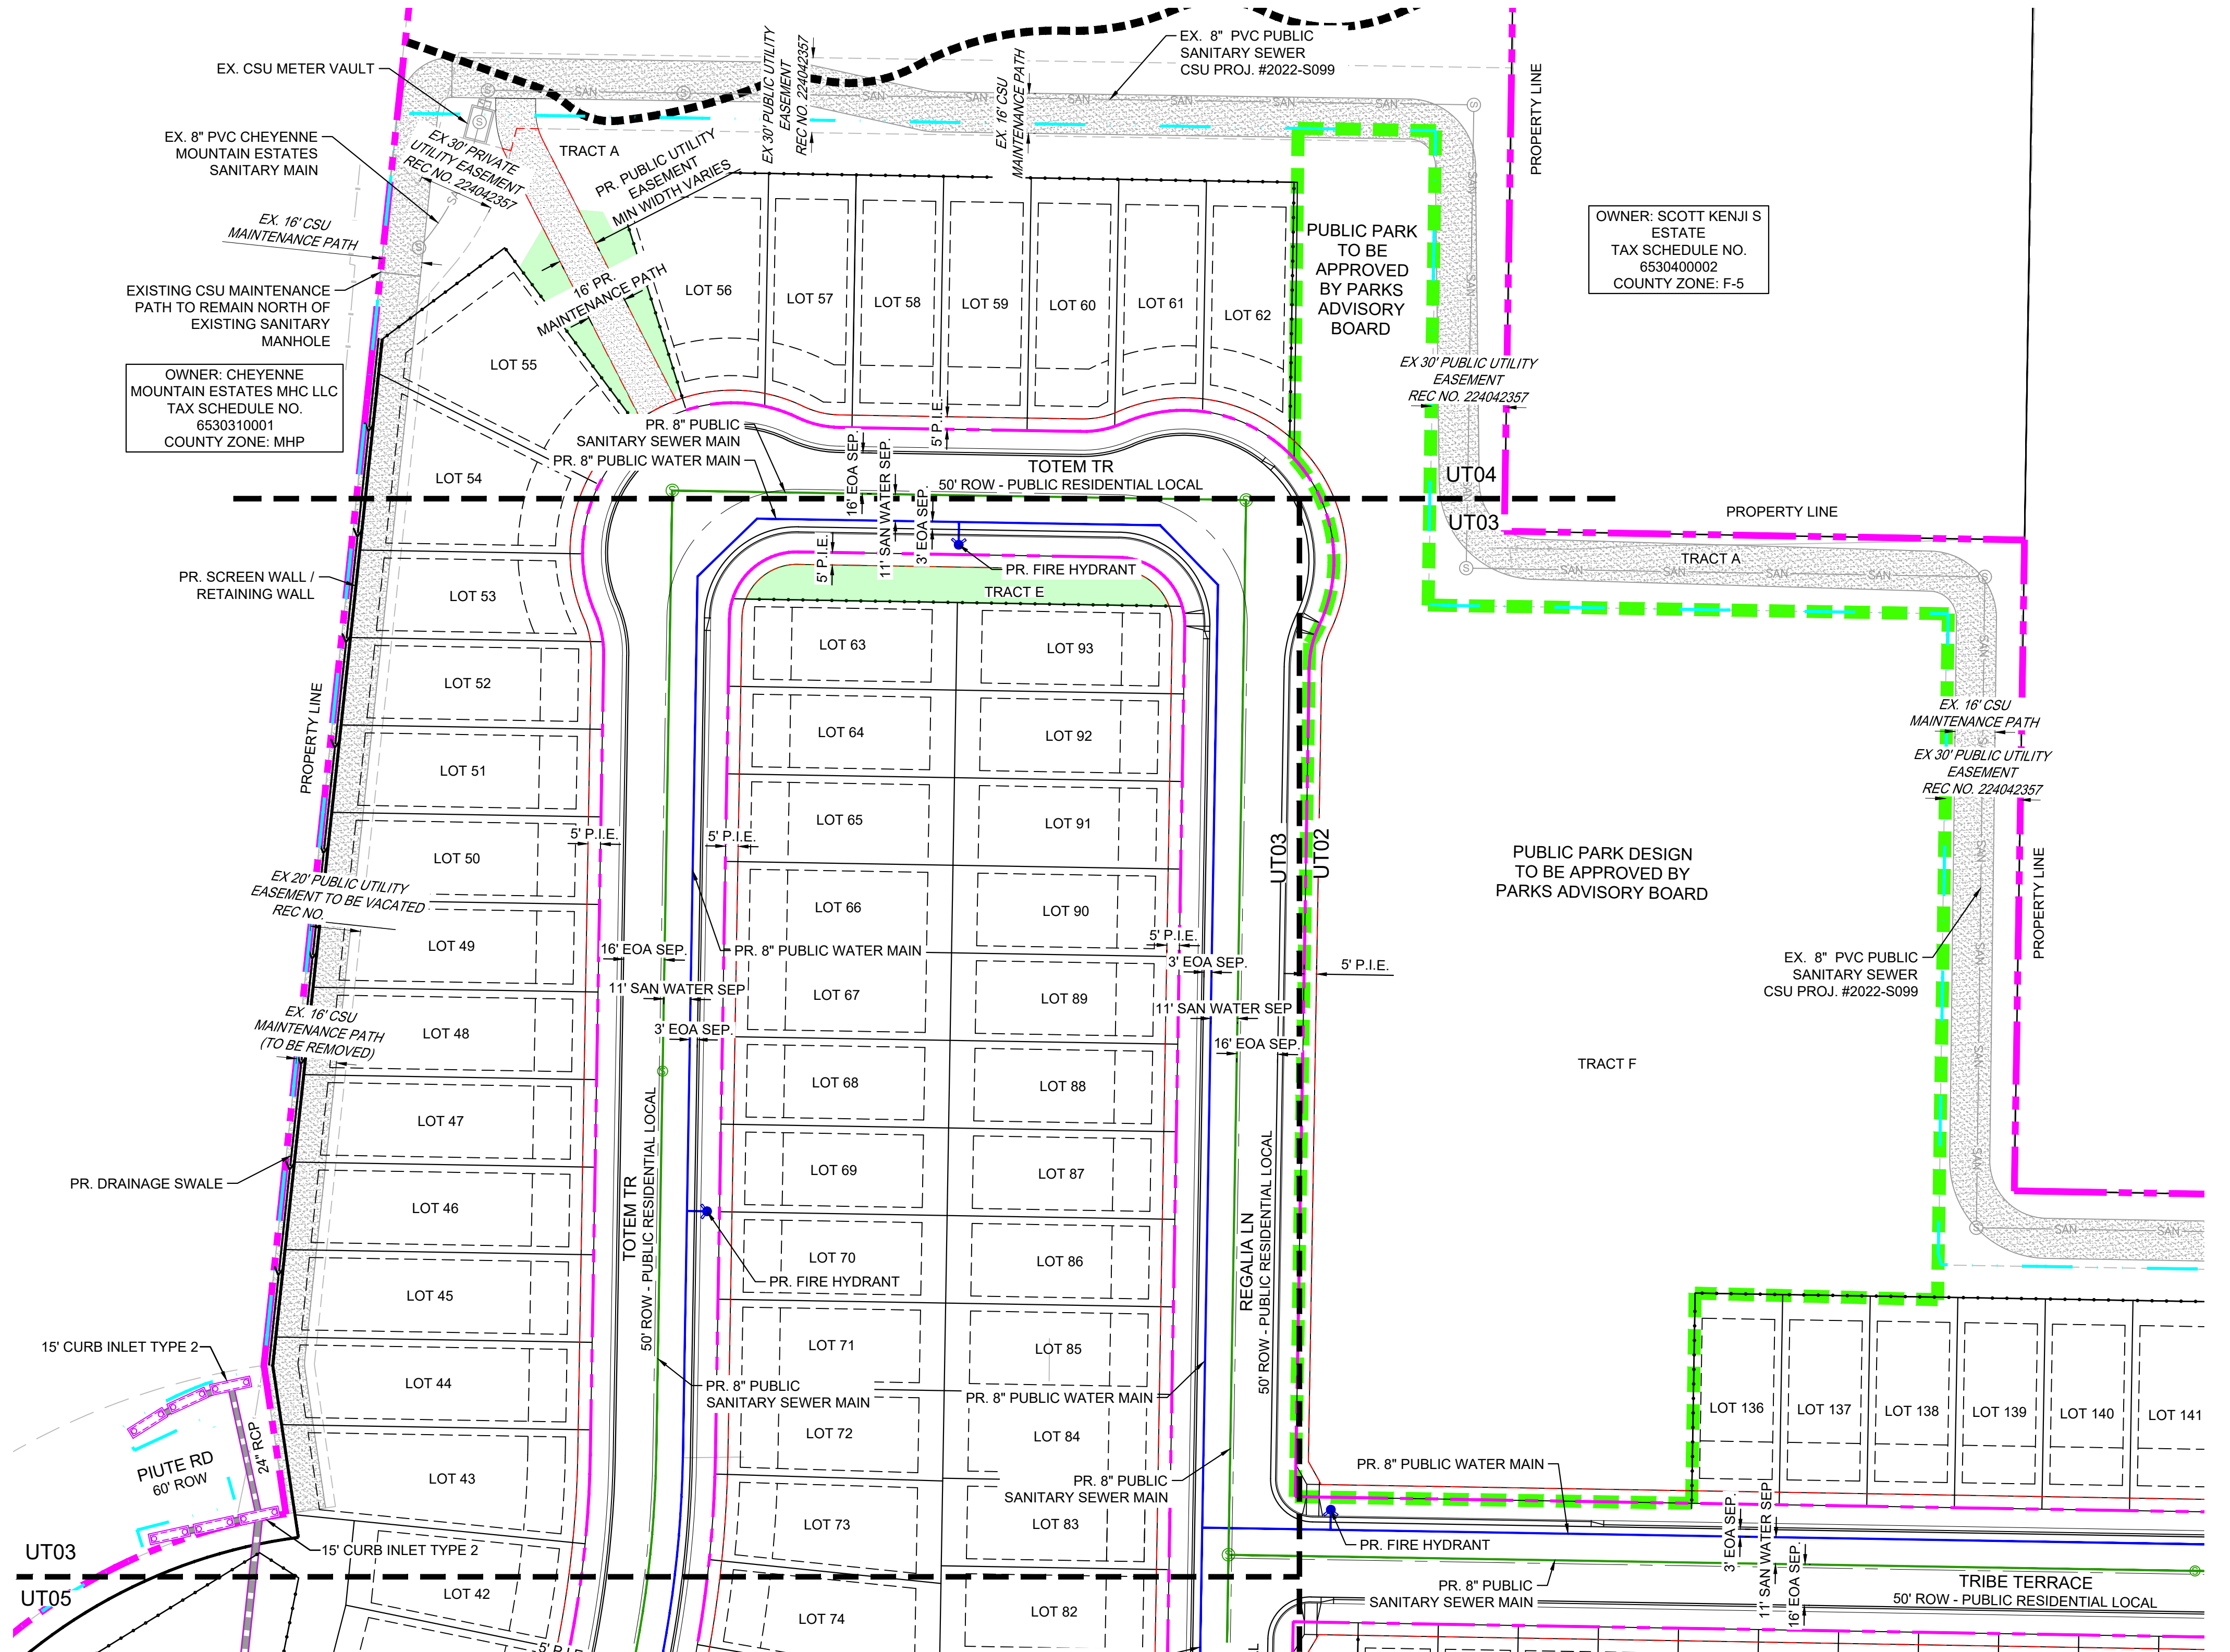 EX. CSU METER VAULT
EX. 8" PVC CHEYENNE
MOUNTAIN ESTATES
SANITARY MAIN
EX. 16' CSU
MAINTENANCE PATH
EXISTING CSU MAINTENANCE
PATH TO REMAIN NORTH OF
EXISTING SANITARY
MANHOLE
OWNER: CHEYENNE
MOUNTAIN ESTATES MHC LLC
TAX SCHEDULE NO.
6530310001
COUNTY ZONE: MHP
EX 30' PRIVATE
UTILITY EASEMENT
REC NO. 224042357
TRACT A
PR. PUBLIC UTILITY
EASEMENT
MIN WIDTH VARIES
16' PR.
MAINTENANCE PATH
EX 30' PUBLIC UTILITY
EASEMENT
REC NO. 224042357
EX. 16' CSU
MAINTENANCE PATH
EX. 8" PVC PUBLIC
SANITARY SEWER
CSU PROJ. #2022-S099
SAN
SAN
SAN
SAN
SAN
SAN
SAN
SAN
PROPERTY LINE
OWNER: SCOTT KENJI S
ESTATE
TAX SCHEDULE NO.
6530400002
COUNTY ZONE: F-5
PUBLIC PARK
TO BE
APPROVED
BY PARKS
ADVISORY
BOARD
EX 30' PUBLIC UTILITY
EASEMENT
REC NO. 224042357
LOT 55
LOT 56
LOT 57
LOT 58
LOT 59
LOT 60
LOT 61
LOT 62
PR. 8" PUBLIC
SANITARY SEWER MAIN
PR. 8" PUBLIC WATER MAIN
16' EOA SEP.
11' SAN WATER SEP.
3' EOA SEP.
5' P.I.E.
5' P.I.E.
TOTEM TR
50' ROW - PUBLIC RESIDENTIAL LOCAL
UT04
UT03
PROPERTY LINE
TRACT A
SAN
SAN
SAN
SAN
PR. FIRE HYDRANT
TRACT E
PR. SCREEN WALL /
RETAINING WALL
PROPERTY LINE
LOT 54
LOT 53
LOT 52
LOT 51
LOT 50
LOT 49
LOT 48
LOT 47
LOT 46
LOT 45
LOT 44
LOT 43
LOT 42
LOT 63
LOT 64
LOT 65
LOT 66
LOT 67
LOT 68
LOT 69
LOT 70
LOT 71
LOT 72
LOT 73
LOT 74
LOT 93
LOT 92
LOT 91
LOT 90
LOT 89
LOT 88
LOT 87
LOT 86
LOT 85
LOT 84
LOT 83
LOT 82
EX 20' PUBLIC UTILITY
EASEMENT TO BE VACATED
REC NO.
EX. 16' CSU
MAINTENANCE PATH
(TO BE REMOVED)
PR. DRAINAGE SWALE
15' CURB INLET TYPE 2
PIUTE RD
60' ROW
24" RCP
15' CURB INLET TYPE 2
UT03
UT05
5' P.I.E.
5' P.I.E.
16' EOA SEP.
PR. 8" PUBLIC WATER MAIN
11' SAN WATER SEP
3' EOA SEP.
TOTEM TR
50' ROW - PUBLIC RESIDENTIAL LOCAL
PR. FIRE HYDRANT
PR. 8" PUBLIC
SANITARY SEWER MAIN
5' P.I.E.
3' EOA SEP.
11' SAN WATER SEP
16' EOA SEP.
REGALIA LN
50' ROW - PUBLIC RESIDENTIAL LOCAL
PR. 8" PUBLIC WATER MAIN
PR. 8" PUBLIC
SANITARY SEWER MAIN
UT03
UT02
5' P.I.E.
PUBLIC PARK DESIGN
TO BE APPROVED BY
PARKS ADVISORY BOARD
TRACT F
EX. 16' CSU
MAINTENANCE PATH
EX 30' PUBLIC UTILITY
EASEMENT
REC NO. 224042357
EX. 8" PVC PUBLIC
SANITARY SEWER
CSU PROJ. #2022-S099
PROPERTY LINE
SAN
SAN
SAN
SAN
SAN
SAN
SAN
LOT 136
LOT 137
LOT 138
LOT 139
LOT 140
LOT 141
PR. 8" PUBLIC WATER MAIN
PR. FIRE HYDRANT
PR. 8" PUBLIC
SANITARY SEWER MAIN
3' EOA SEP.
11' SAN WATER SEP
16' EOA SEP.
TRIBE TERRACE
50' ROW - PUBLIC RESIDENTIAL LOCAL